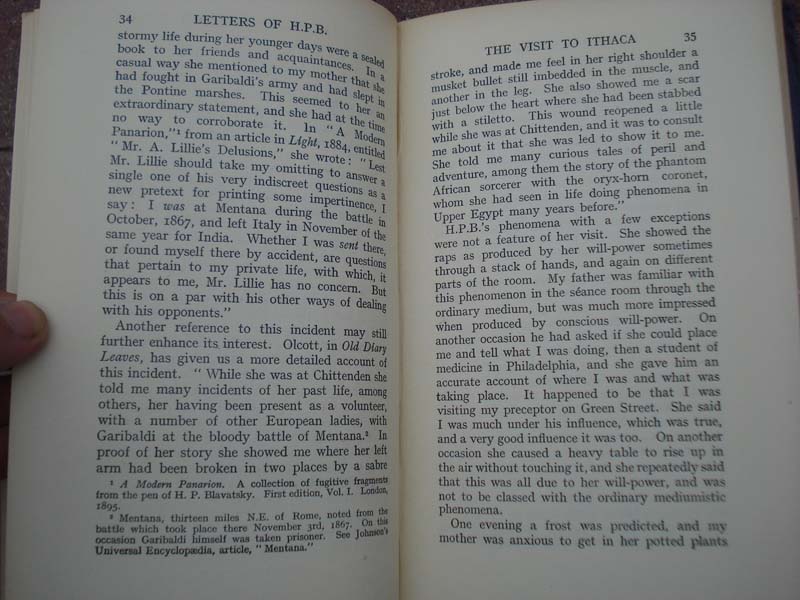 34 LETTERS OF H.P.B.
stormy life during her younger days were a sealed
book to her friends and acquaintances. In a
casual way she mentioned to my mother that she
had fought in Garibaldi's army and had slept in
the Pontine marshes. This seemed to her an
extraordinary statement, and she had at the time
no way to corroborate it. In "A Modern
Panarion,"¹ from an article in Light, 1884, entitled
"Mr. A. Lillie's Delusions," she wrote: "Lest
Mr. Lillie should take my omitting to answer a
single one of his very indiscreet questions as a
new pretext for printing some impertinence, I
say: I was at Mentana during the battle in
October, 1867, and left Italy in November of the
same year for India. Whether I was sent there,
or found myself there by accident, are questions
that pertain to my private life, with which, it
appears to me, Mr. Lillie has no concern. But
this is on a par with his other ways of dealing
with his opponents."
Another reference to this incident may still
further enhance its interest. Olcott, in Old Diary
Leaves, has given us a more detailed account of
this incident. "While she was at Chittenden she
told me many incidents of her past life, among
others, her having been present as a volunteer,
with a number of other European ladies, with
Garibaldi at the bloody battle of Mentana.² In
proof of her story she showed me where her left
arm had been broken in two places by a sabre
¹ A Modern Panarion. A collection of fugitive fragments
from the pen of H. P. Blavatsky. First edition, Vol. I. London,
1895.
² Mentana, thirteen miles N.E. of Rome, noted from the
battle which took place there November 3rd, 1867. On this
occasion Garibaldi himself was taken prisoner. See Johnson's
Universal Encyclopædia, article, "Mentana."
THE VISIT TO ITHACA 35
stroke, and made me feel in her right shoulder a
musket bullet still imbedded in the muscle, and
another in the leg. She also showed me a scar
just below the heart where she had been stabbed
with a stiletto. This wound reopened a little
while she was at Chittenden, and it was to consult
me about it that she was led to show it to me.
She told me many curious tales of peril and
adventure, among them the story of the phantom
African sorcerer with the oryx-horn coronet,
whom she had seen in life doing phenomena in
Upper Egypt many years before."
H.P.B.'s phenomena with a few exceptions
were not a feature of her visit. She showed the
raps as produced by her will-power sometimes
through a stack of hands, and again on different
parts of the room. My father was familiar with
this phenomenon in the séance room through the
ordinary medium, but was much more impressed
when produced by conscious will-power. On
another occasion he had asked if she could place
me and tell what I was doing, then a student of
medicine in Philadelphia, and she gave him an
accurate account of where I was and what was
taking place. It happened to be that I was
visiting my preceptor on Green Street. She said
I was much under his influence, which was true,
and a very good influence it was too. On another
occasion she caused a heavy table to rise up in
the air without touching it, and she repeatedly said
that this was all due to her will-power, and was
not to be classed with the ordinary mediumistic
phenomena.
One evening a frost was predicted, and my
mother was anxious to get in her potted plants